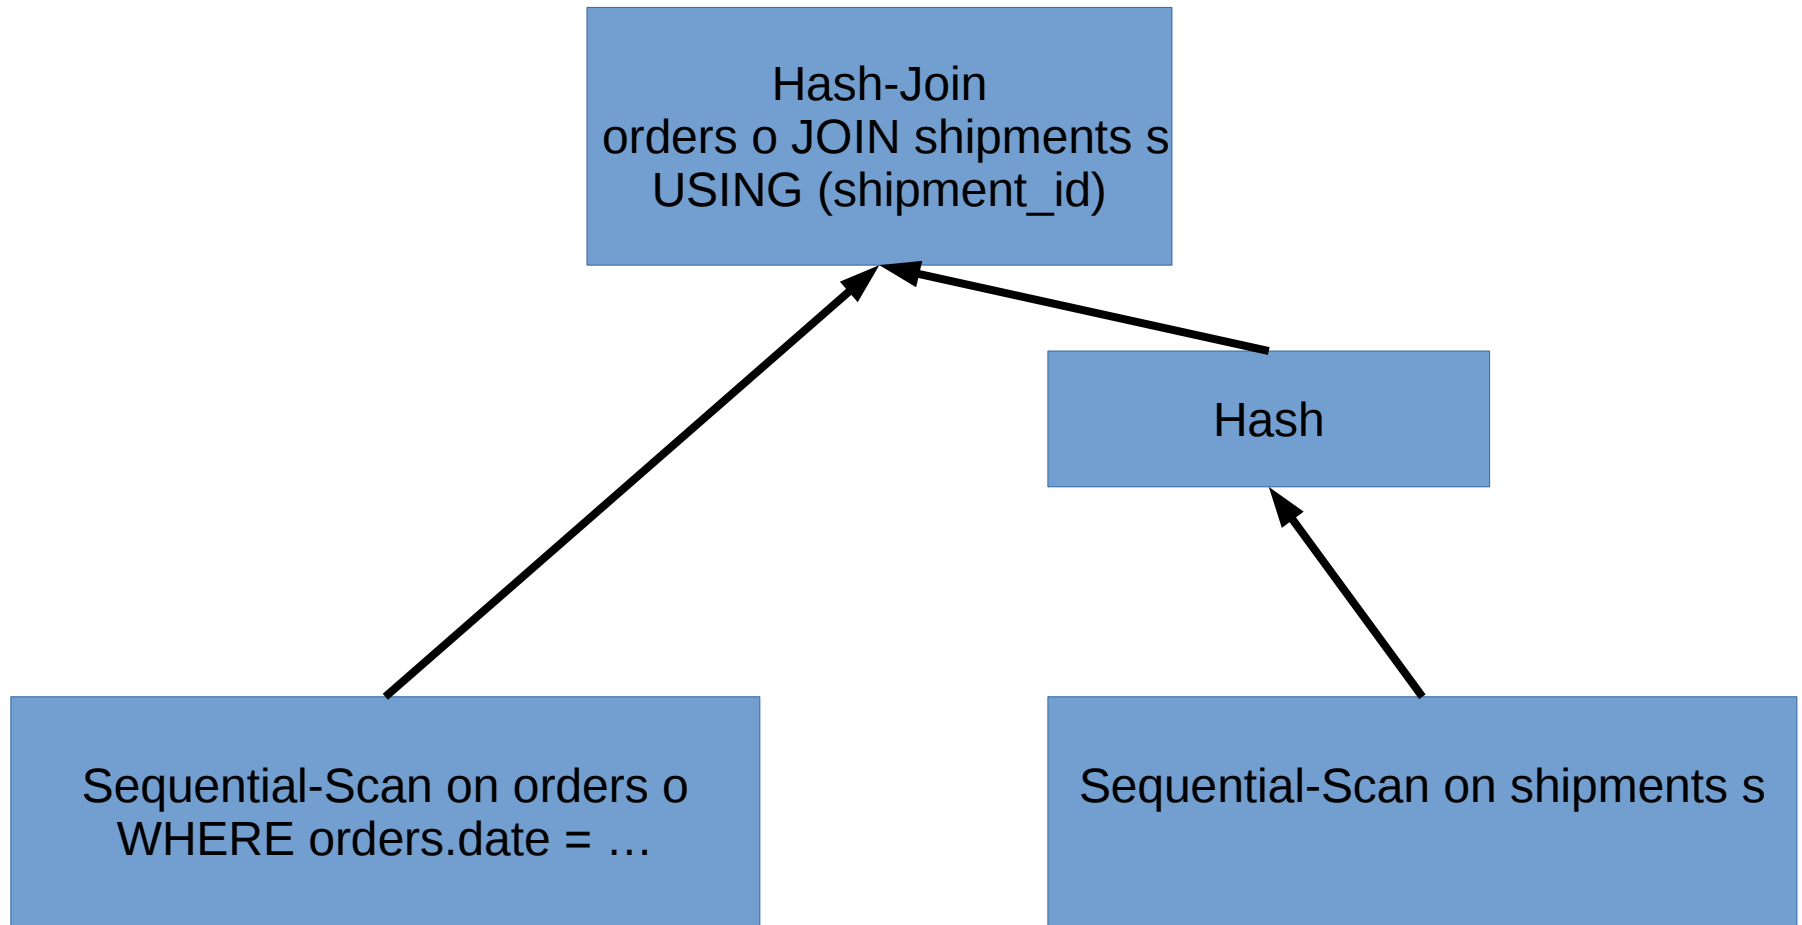 Hash-Join
orders o JOIN shipments s
USING (shipment_id)
Hash
Sequential-Scan on orders o
WHERE orders.date = …
Sequential-Scan on shipments s